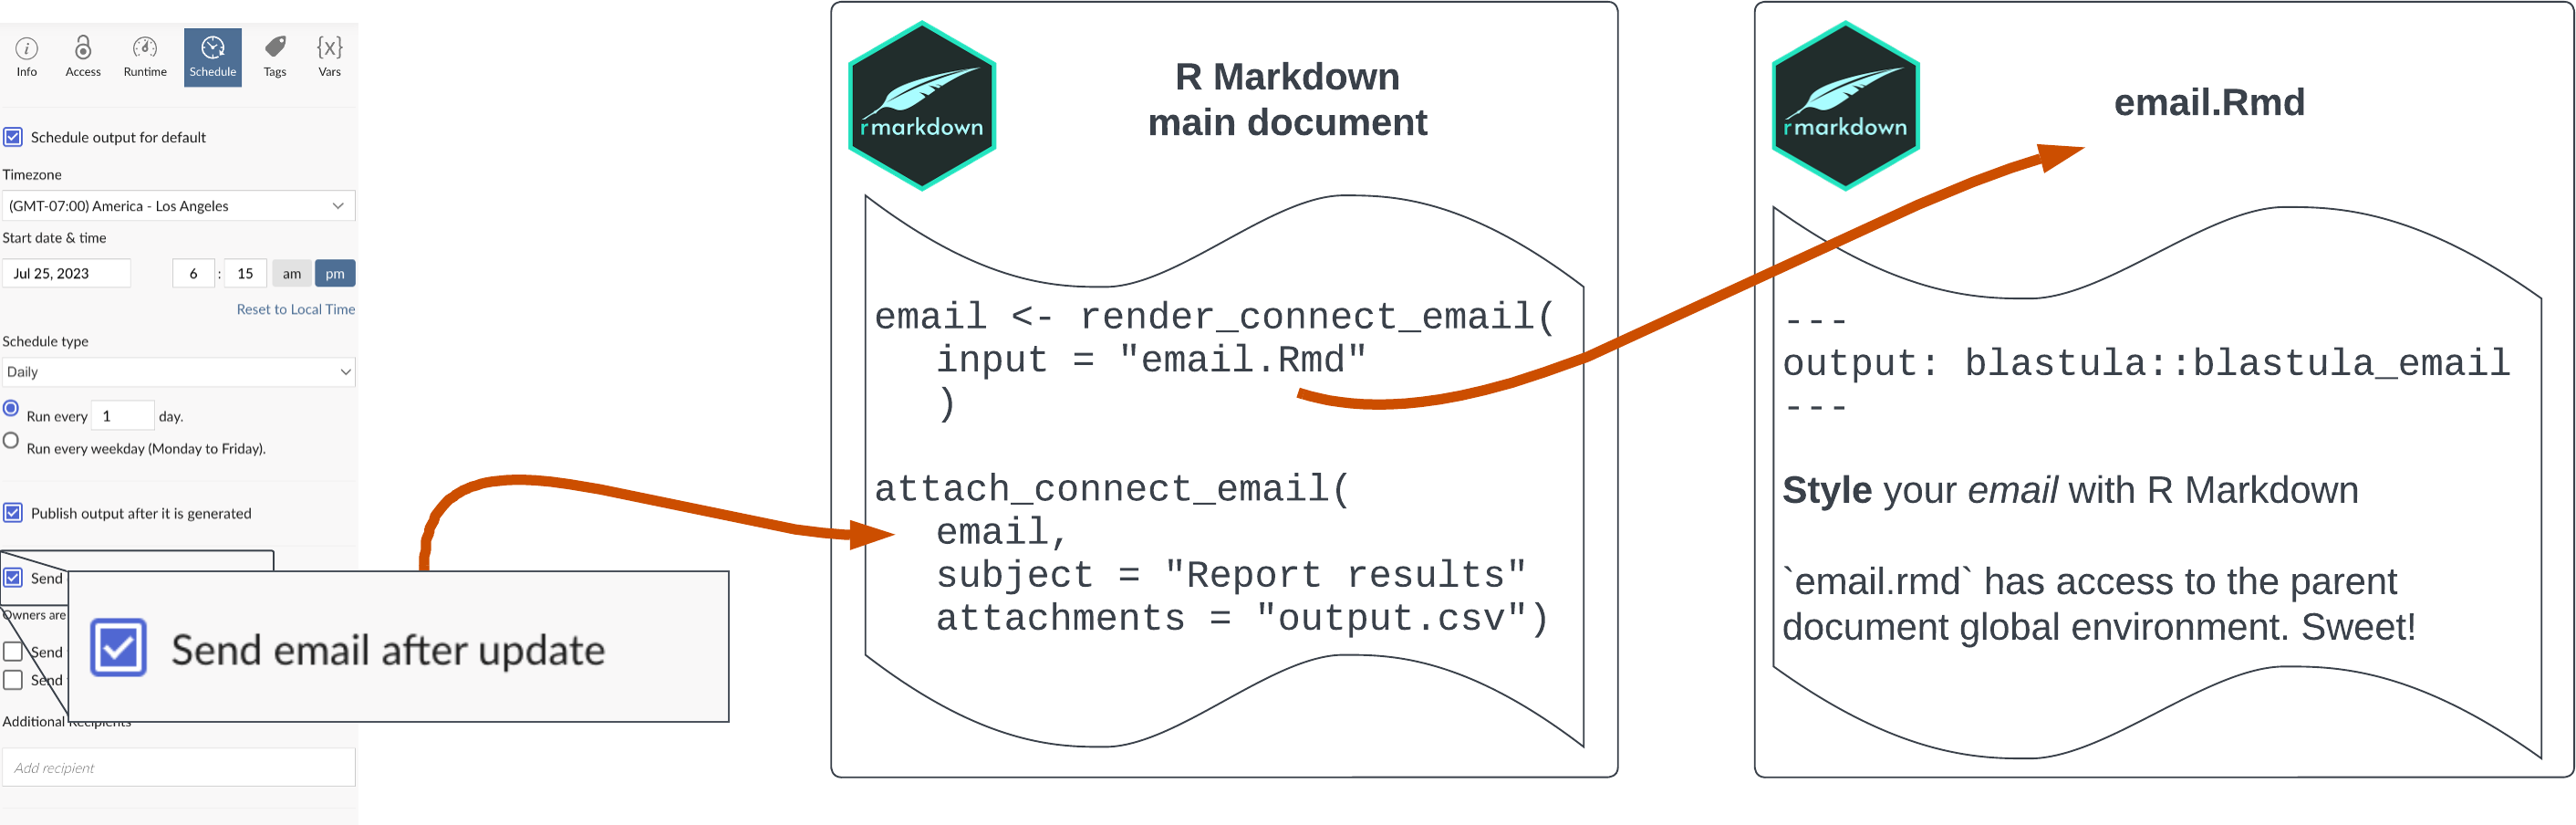 Info
Access
Runtime
Schedule
Tags
Vars
Schedule output for default
Timezone
(GMT-07:00) America - Los Angeles
Start date & time
Jul 25, 2023
6 : 15 am pm
Reset to Local Time
Schedule type
Daily
Run every 1 day.
Run every weekday (Monday to Friday).
Publish output after it is generated
Send
Owners are
Send
Send
Send email after update
Additional Recipients
Add recipient
rmarkdown
R Markdown
main document
email <- render_connect_email(
input = "email.Rmd"
)
attach_connect_email(
email,
subject = "Report results"
attachments = "output.csv")
rmarkdown
email.Rmd
---
output: blastula::blastula_email
---
Style your email with R Markdown
`email.rmd` has access to the parent
document global environment. Sweet!